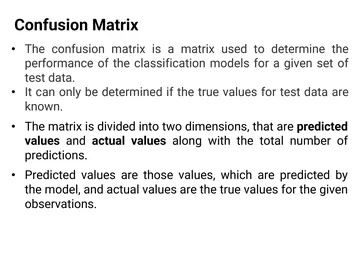 Confusion Matrix
• The confusion matrix is a matrix used to determine the
performance of the classification models for a given set of
test data.
• It can only be determined if the true values for test data are
known.
• The matrix is divided into two dimensions, that are predicted
values and actual values along with the total number of
predictions.
• Predicted values are those values, which are predicted by
the model, and actual values are the true values for the given
observations.